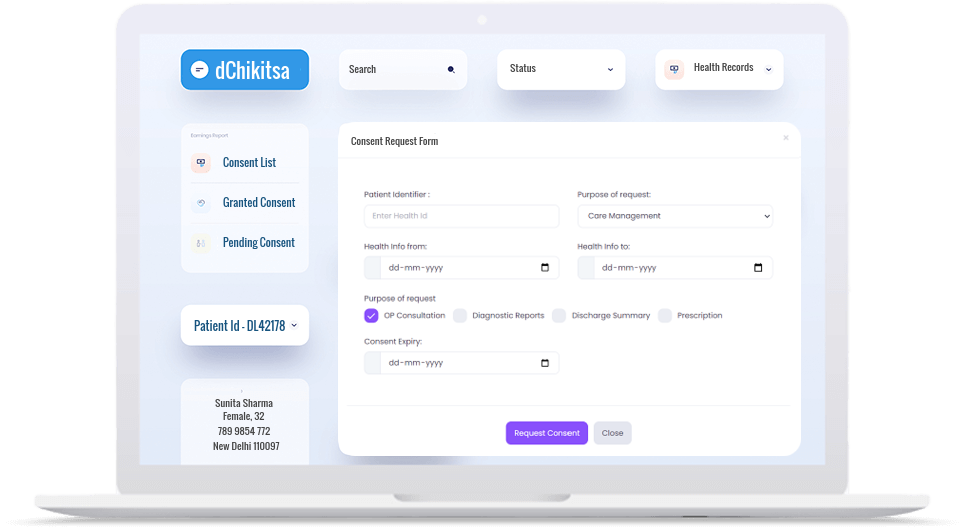 dChikitsa
Search
Status
Health Records
Earnings Report
Consent List
Granted Consent
Pending Consent
Patient Id - DL42178
Sunita Sharma
Female, 32
789 9854 772
New Delhi 110097
Consent Request Form
×
Patient Identifier :
Purpose of request:
Enter Health Id
Care Management
Health Info from:
Health Info to:
dd-mm-yyyy
dd-mm-yyyy
Purpose of request
OP Consultation
Diagnostic Reports
Discharge Summary
Prescription
Consent Expiry:
dd-mm-yyyy
Request Consent
Close